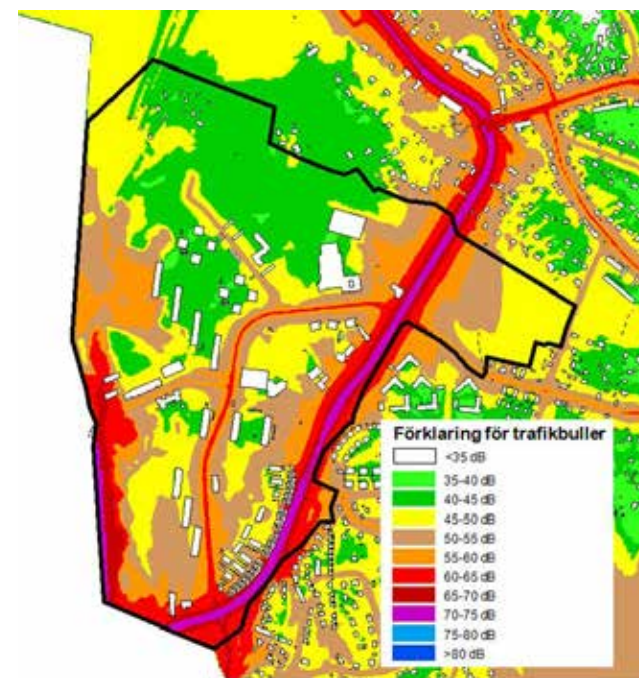 Förklaring för trafikbuller
<35 dB
35-40 dB
40-45 dB
45-50 dB
50-55 dB
55-60 dB
60-65 dB
65-70 dB
70-75 dB
75-80 dB
>80 dB